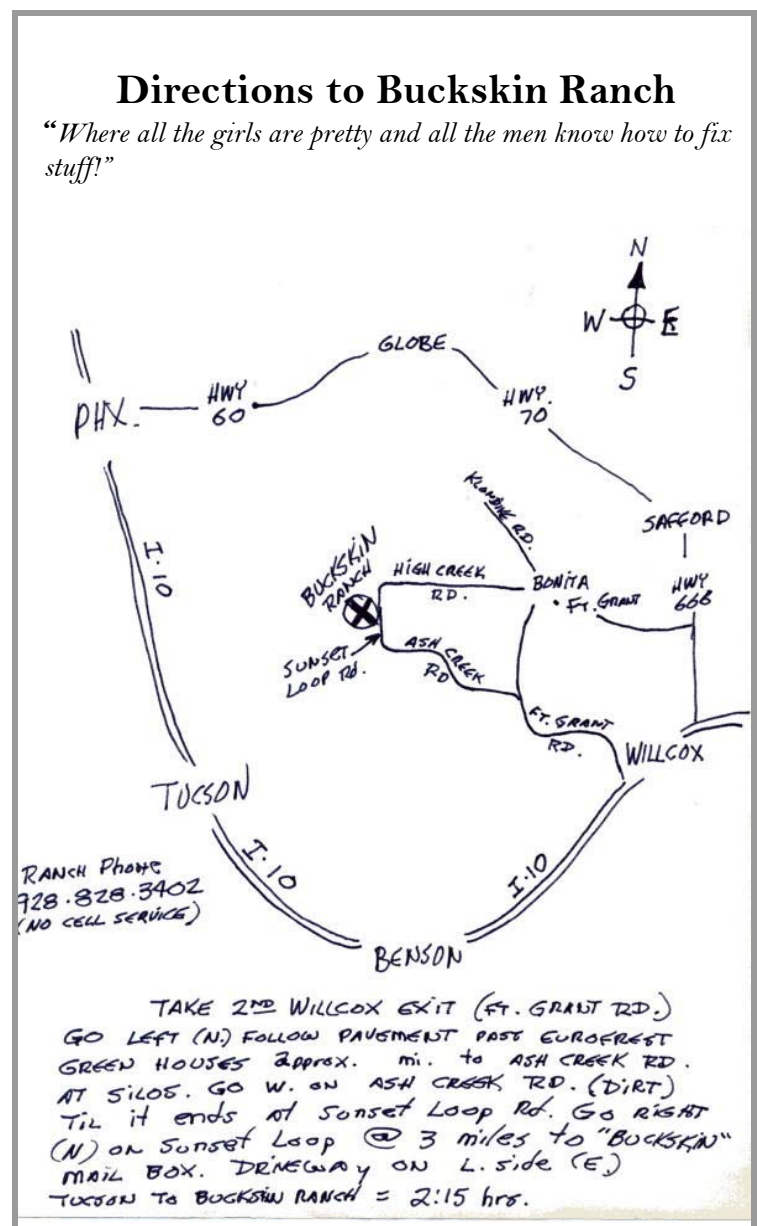 Directions to Buckskin Ranch
“Where all the girls are pretty and all the men know how to fix
stuff!”
N
W E
S
GLOBE
PHX.
HWY
60
HWY.
70
KLONDIKE RD.
SAFFORD
I.10
BUCKSKIN
RANCH
HIGH CREEK
RD.
BONITA
FT. GRANT
HWY
666
SUNSET
LOOP Rd.
ASH CREEK
RD
FT. GRANT
RD.
WILLCOX
TUCSON
I.10
I.10
RANCH PHONE
928.828.3402
(NO CELL SERVICE)
BENSON
TAKE 2ND WILLCOX EXIT (FT. GRANT RD.)
GO LEFT (N.) FOLLOW PAVEMENT PAST EUROFREST
GREEN HOUSES approx. mi. to ASH CREEK RD.
AT SILOS. GO W. ON ASH CREEK RD. (DIRT)
TIL it ends at Sunset Loop Rd. GO RIGHT
(N) ON Sunset Loop @ 3 miles to "BUCKSKIN"
MAIL BOX. DRIVEWAY ON L. side (E.)
TUCSON TO BUCKSKIN RANCH = 2:15 hrs.